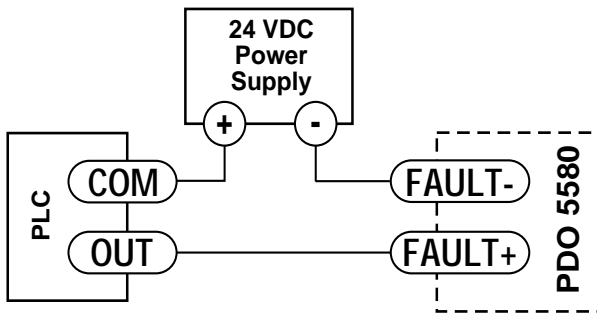 24 VDC
Power
Supply
+ -
COM
FAULT-
PLC
OUT
FAULT+
PDO 5580